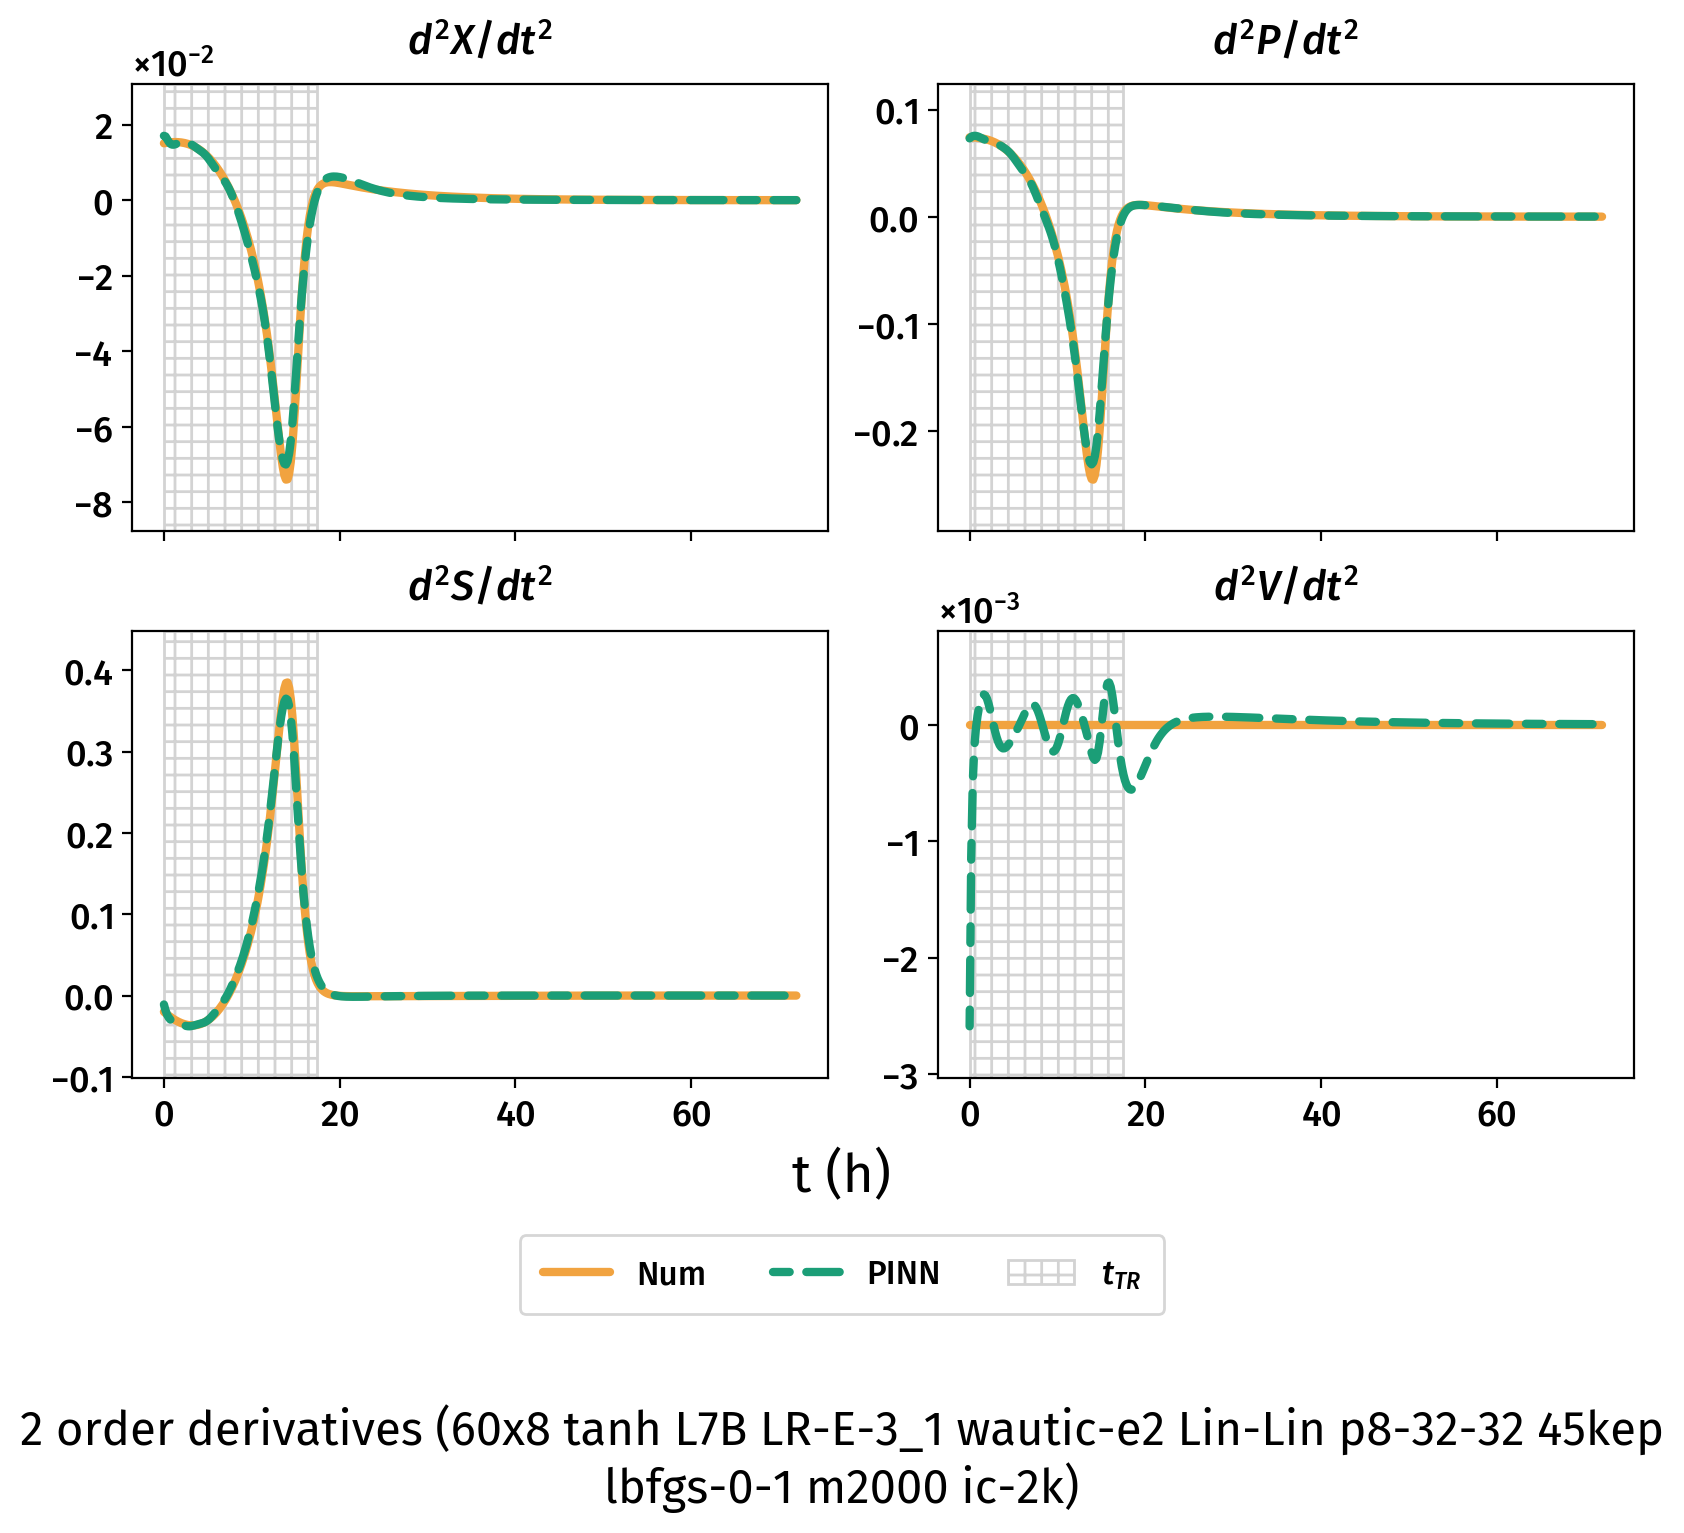 d²X/dt²
×10⁻²
2
0
−2
−4
−6
−8
d²P/dt²
0.1
0.0
−0.1
−0.2
d²S/dt²
0.4
0.3
0.2
0.1
0.0
−0.1
0 20 40 60
d²V/dt²
×10⁻³
0
−1
−2
−3
0 20 40 60
t (h)
Num PINN t_TR
2 order derivatives (60x8 tanh L7B LR-E-3_1 wautic-e2 Lin-Lin p8-32-32 45kep
lbfgs-0-1 m2000 ic-2k)